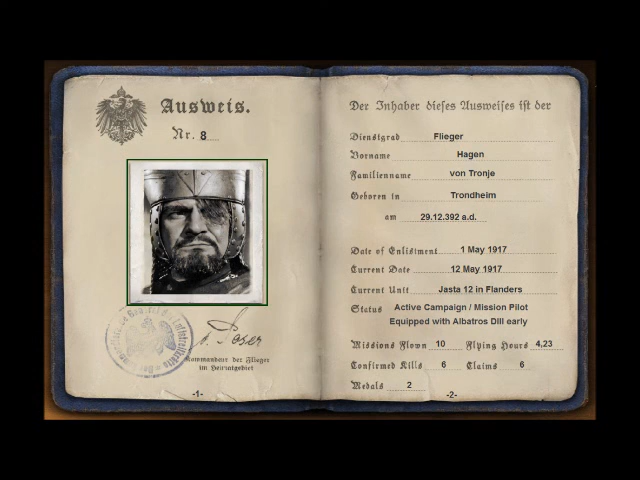 Ausweis.
Nr. 8
v. Poser
Kommandeur der Flieger
im Heimatgebiet
-1-
Der Inhaber dieses Ausweises ist der
Dienstgrad Flieger
Vorname Hagen
Familienname von Tronje
Geboren in Trondheim
am 29.12.392 a.d.
Date of Enlistment 1 May 1917
Current Date 12 May 1917
Current Unit Jasta 12 in Flanders
Status Active Campaign / Mission Pilot
Equipped with Albatros DIII early
Missions Flown 10 Flying Hours 4,23
Confirmed Kills 6 Claims 6
Medals 2
-2-